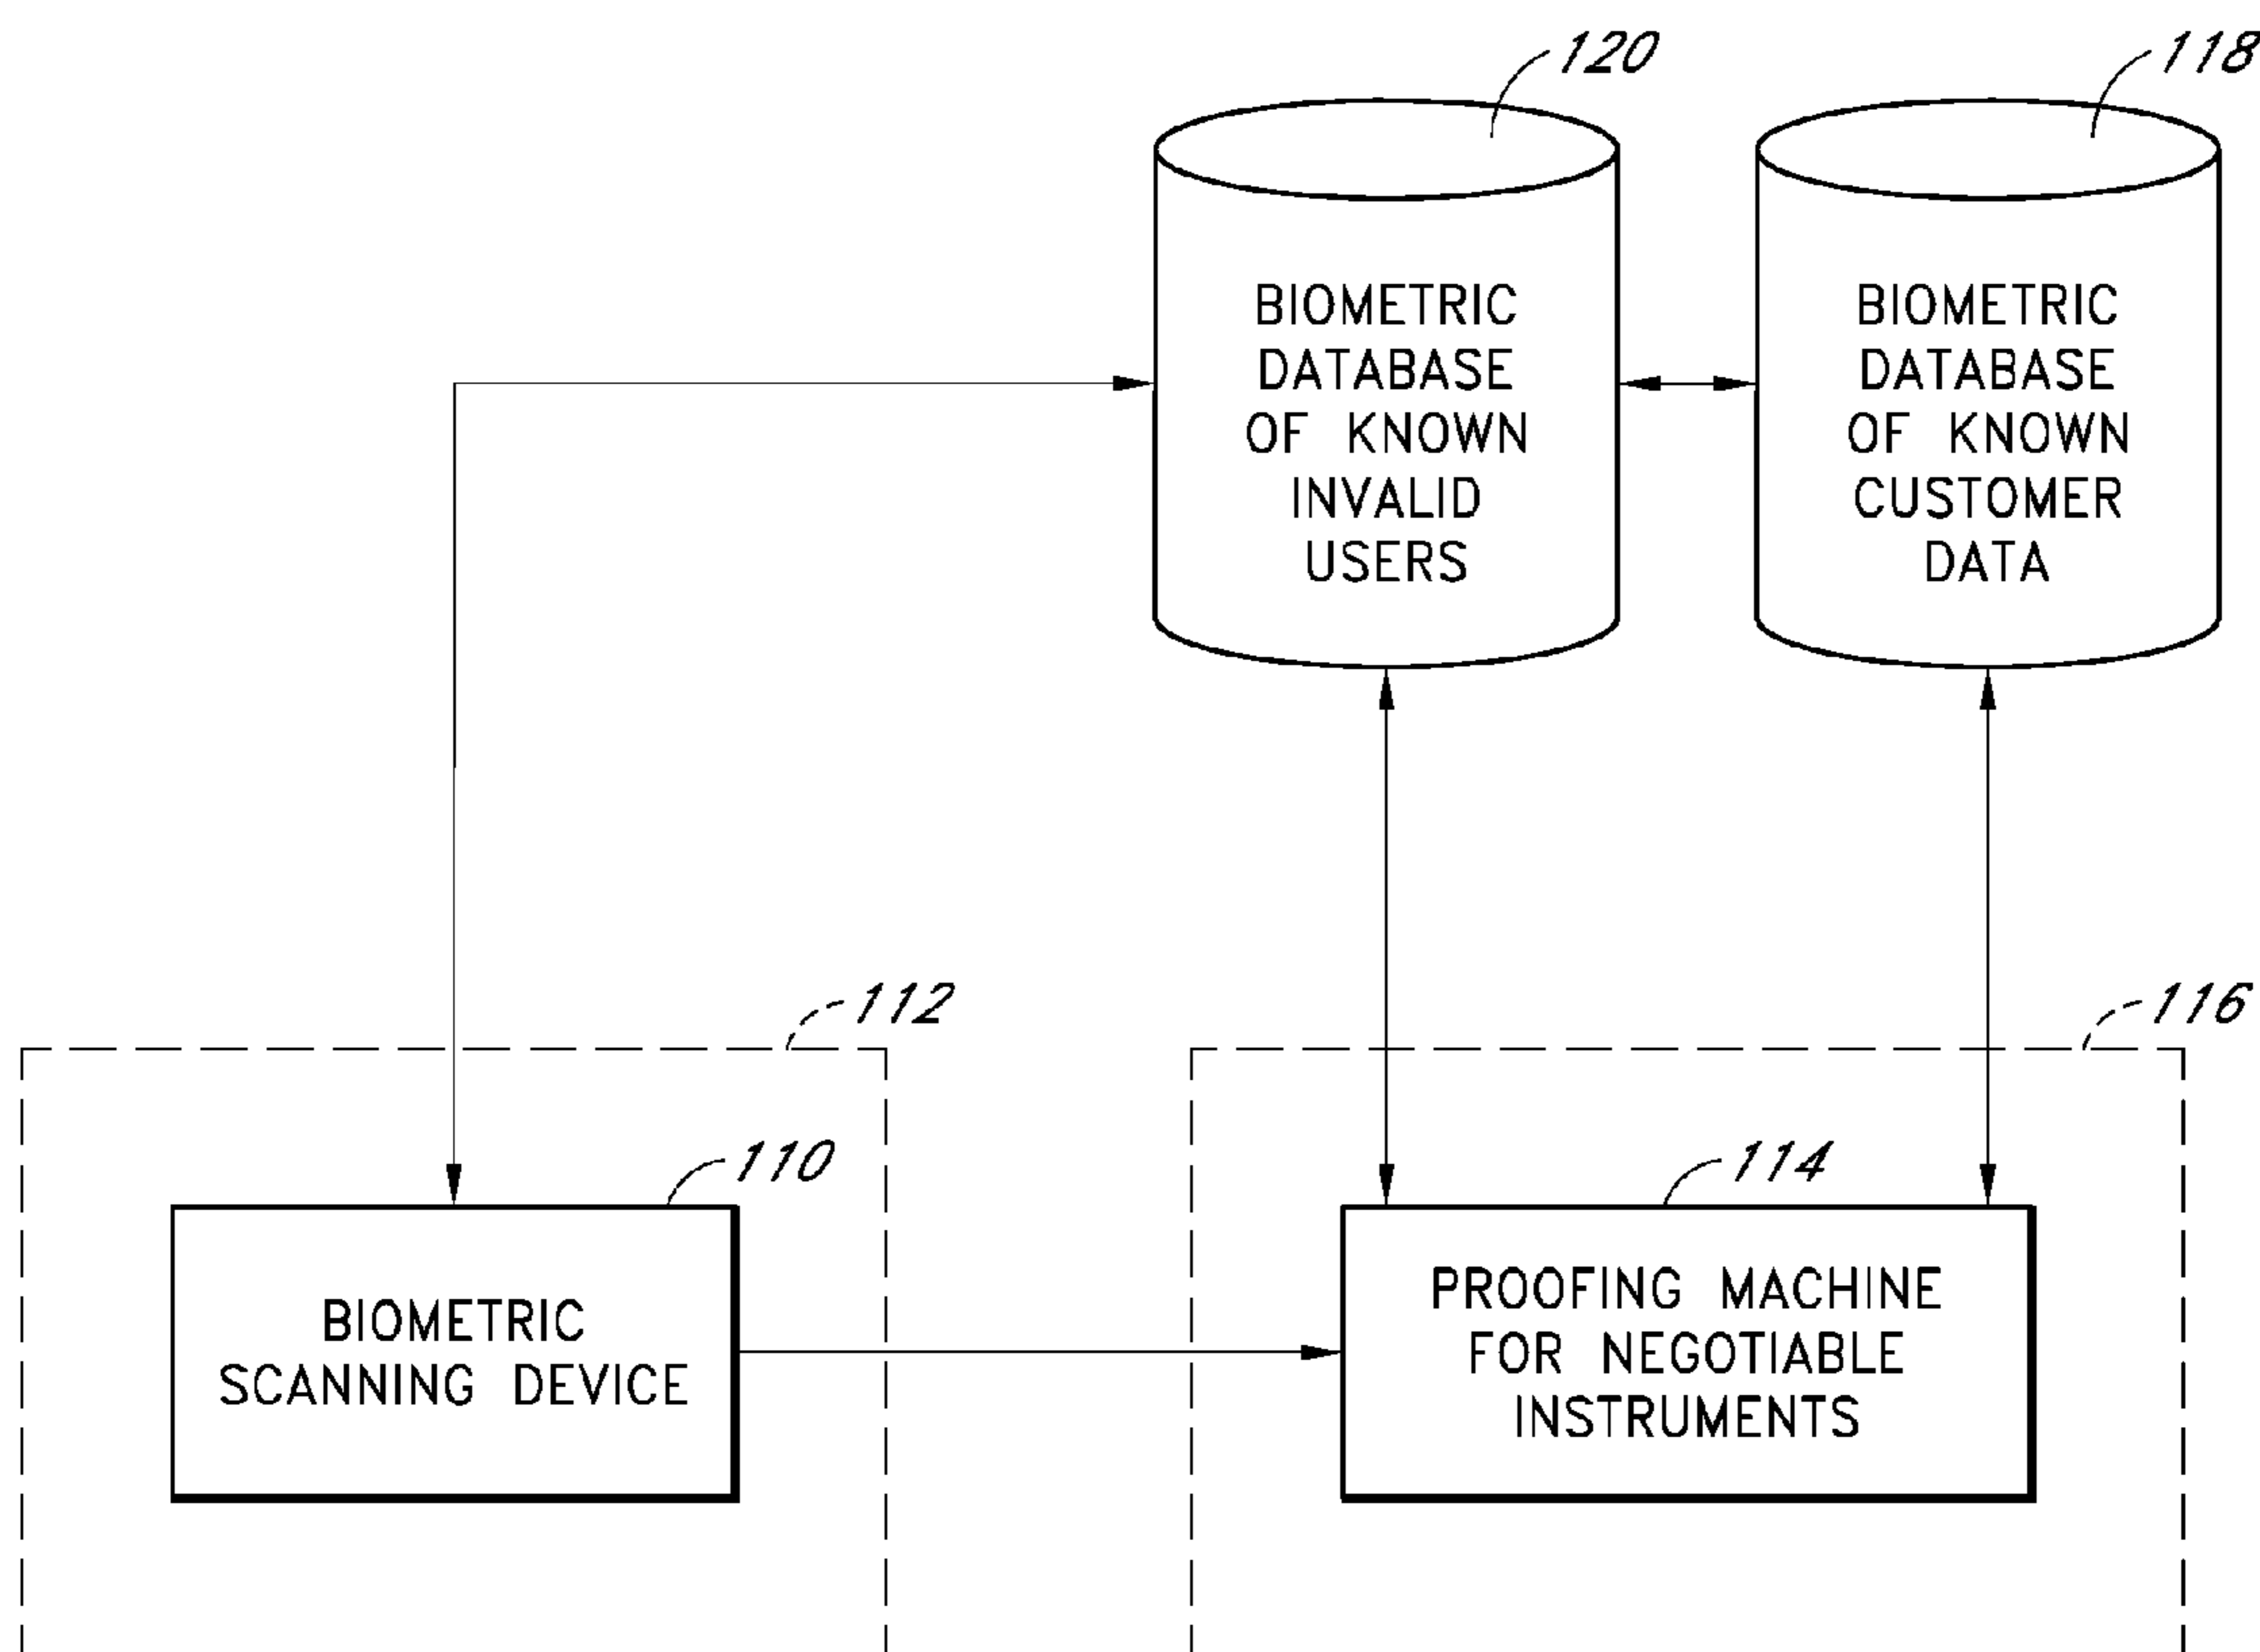 120
118
BIOMETRIC
DATABASE
OF KNOWN
INVALID
USERS
BIOMETRIC
DATABASE
OF KNOWN
CUSTOMER
DATA
112
116
110
114
BIOMETRIC
SCANNING DEVICE
PROOFING MACHINE
FOR NEGOTIABLE
INSTRUMENTS